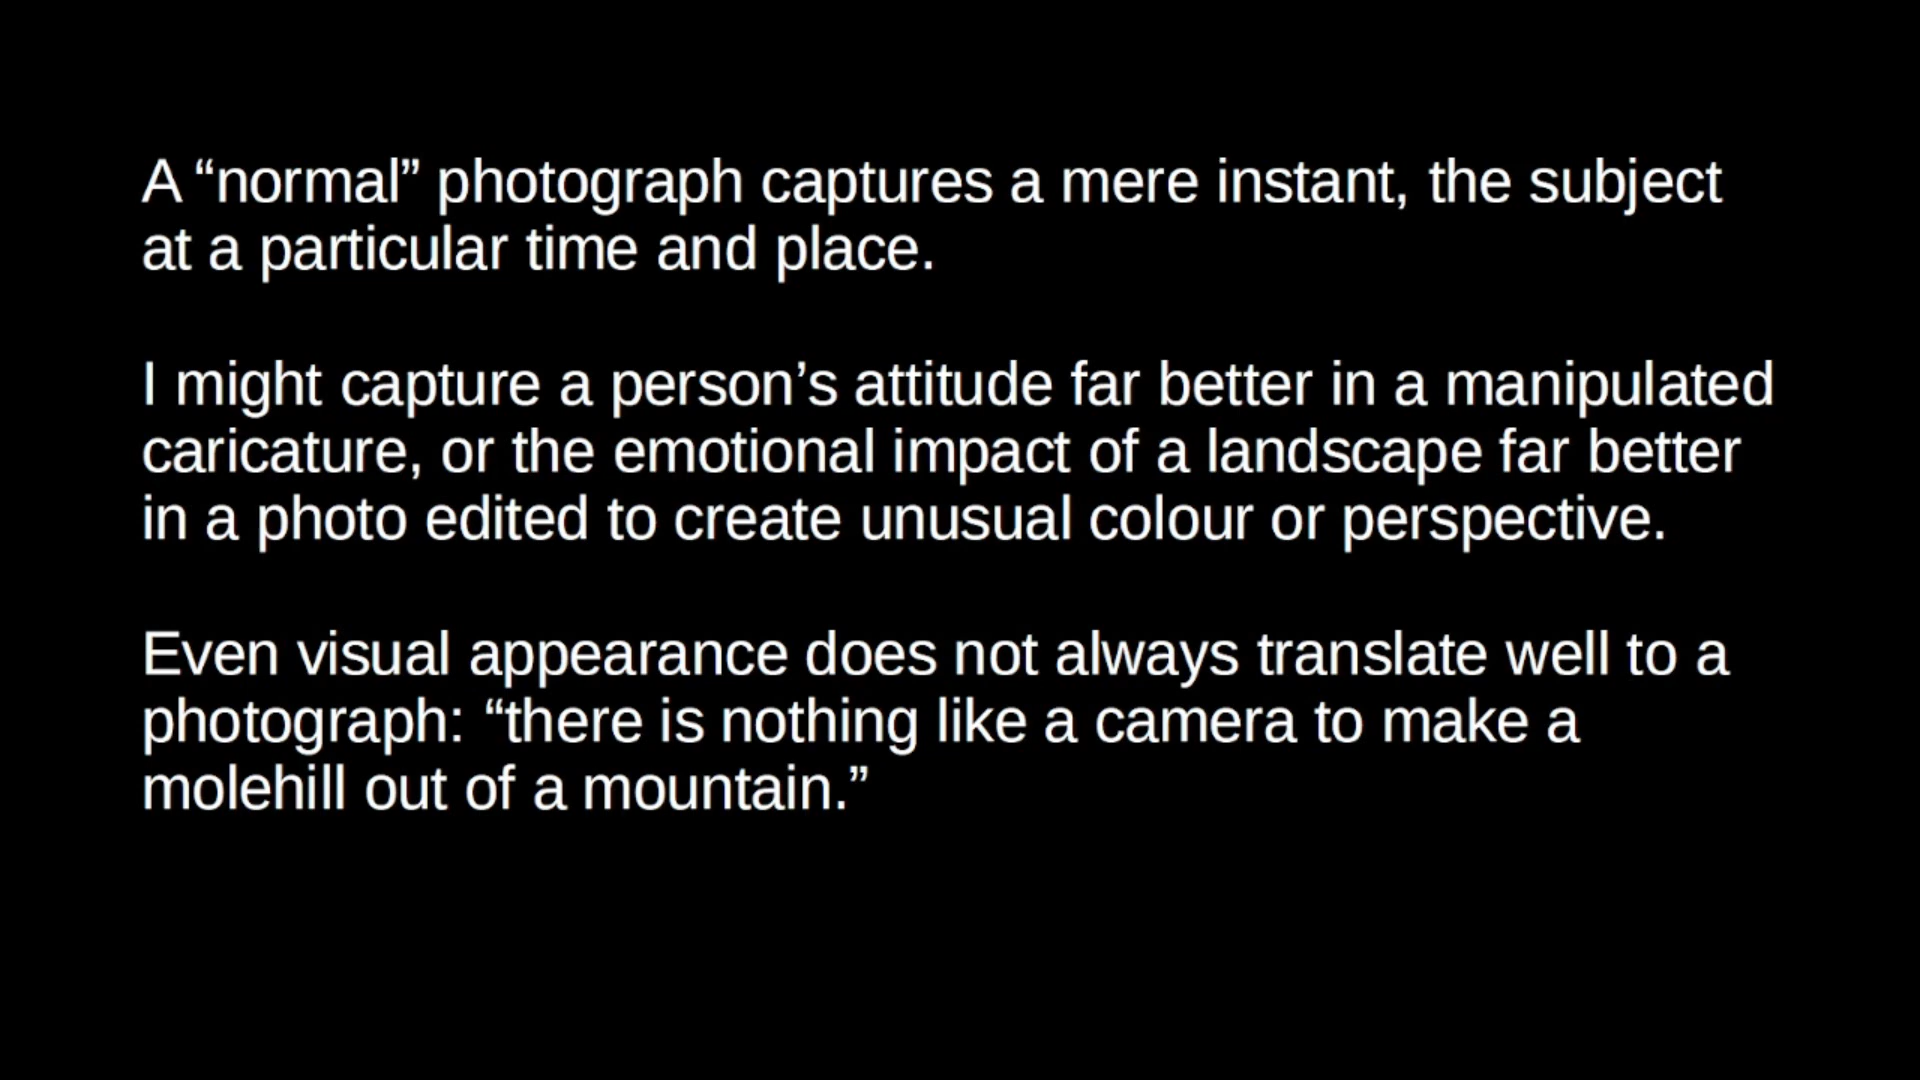 A “normal” photograph captures a mere instant, the subject
at a particular time and place.
I might capture a person’s attitude far better in a manipulated
caricature, or the emotional impact of a landscape far better
in a photo edited to create unusual colour or perspective.
Even visual appearance does not always translate well to a
photograph: “there is nothing like a camera to make a
molehill out of a mountain.”